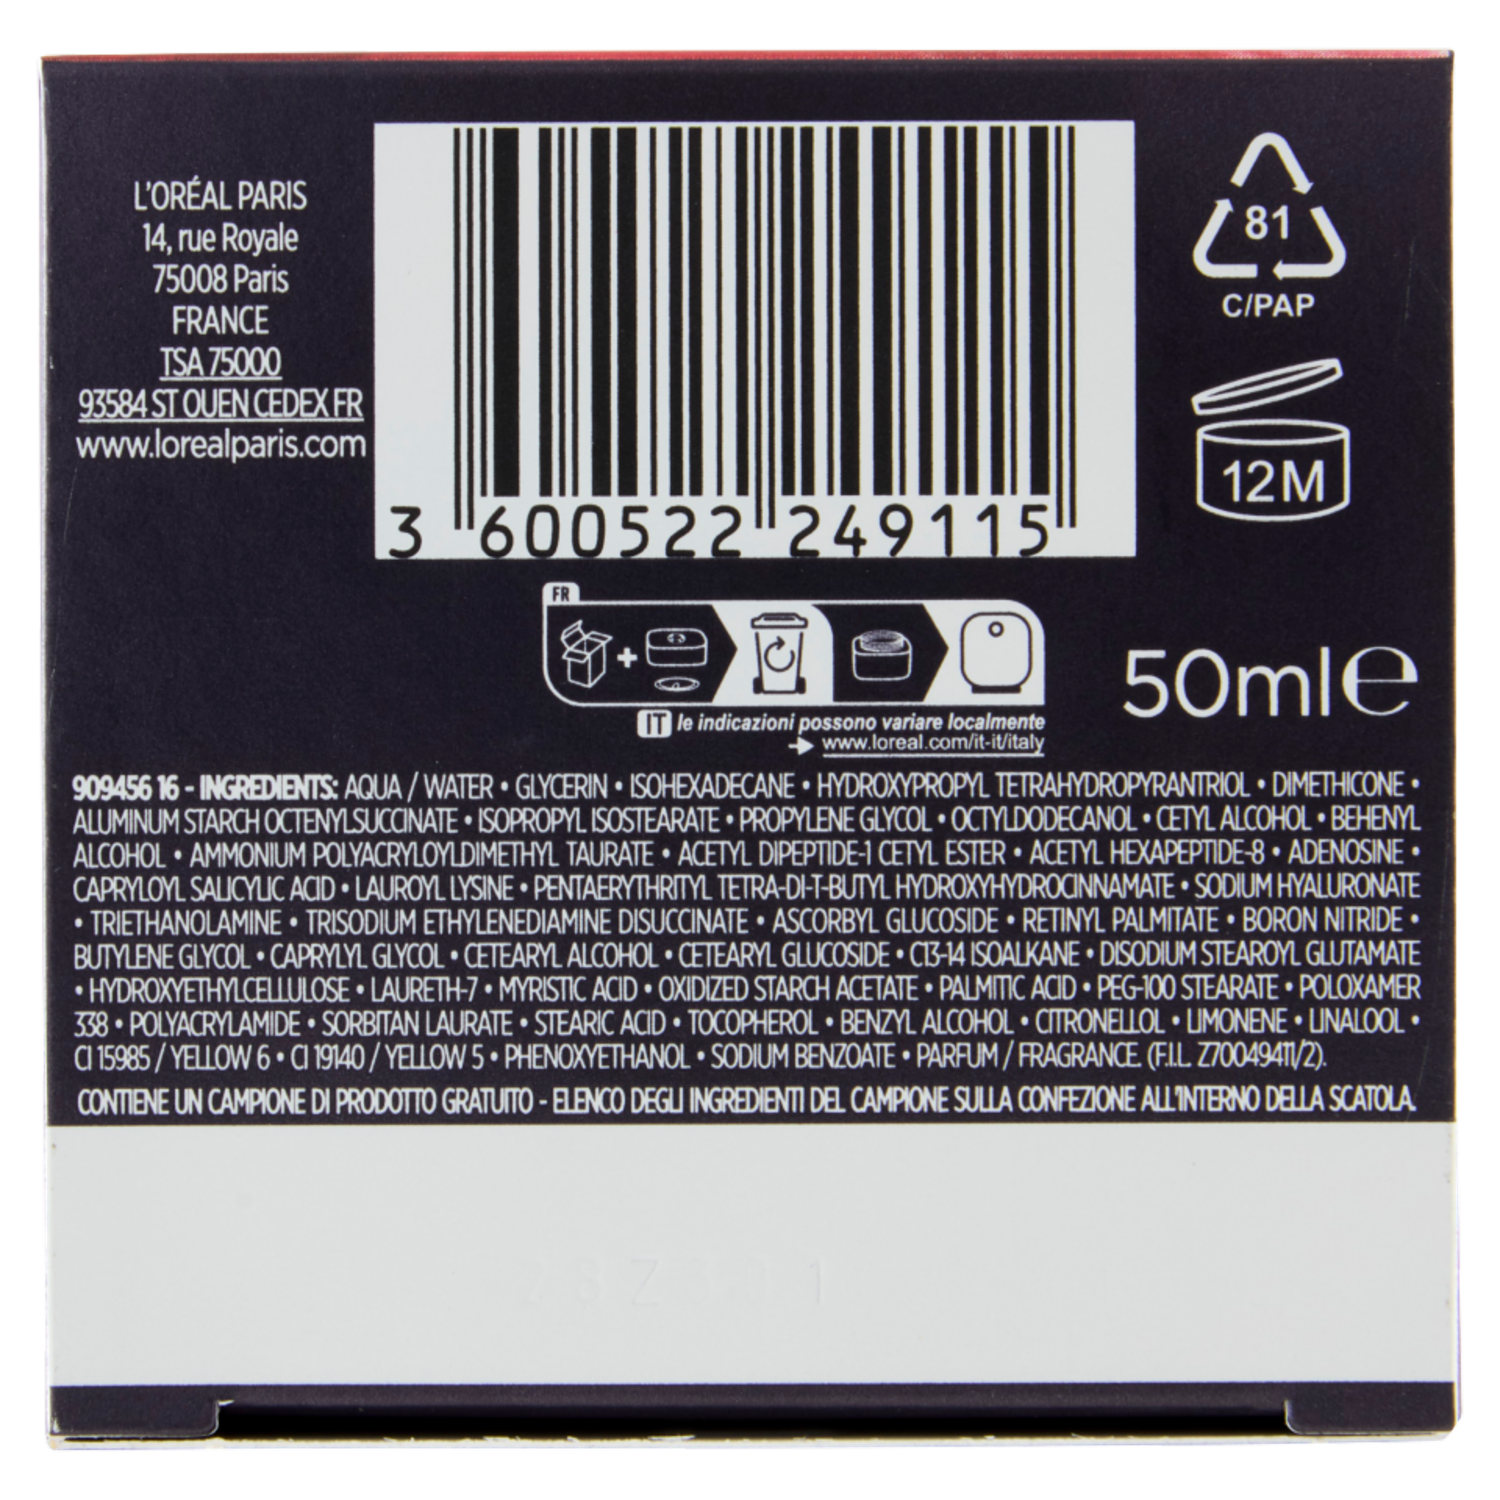 L'ORÉAL PARIS
14, rue Royale
75008 Paris
FRANCE
TSA 75000
93584 ST OUEN CEDEX FR
www.lorealparis.com
3 600522 249115
81
C/PAP
12M
FR
IT le indicazioni possono variare localmente
www.loreal.com/it-it/italy
50ml e
909456 16 - INGREDIENTS: AQUA / WATER • GLYCERIN • ISOHEXADECANE • HYDROXYPROPYL TETRAHYDROPYRANTRIOL • DIMETHICONE •
ALUMINUM STARCH OCTENYLSUCCINATE • ISOPROPYL ISOSTEARATE • PROPYLENE GLYCOL • OCTYLDODECANOL • CETYL ALCOHOL • BEHENYL
ALCOHOL • AMMONIUM POLYACRYLOYLDIMETHYL TAURATE • ACETYL DIPEPTIDE-1 CETYL ESTER • ACETYL HEXAPEPTIDE-8 • ADENOSINE •
CAPRYLOYL SALICYLIC ACID • LAUROYL LYSINE • PENTAERYTHRITYL TETRA-DI-T-BUTYL HYDROXYHYDROCINNAMATE • SODIUM HYALURONATE
• TRIETHANOLAMINE • TRISODIUM ETHYLENEDIAMINE DISUCCINATE • ASCORBYL GLUCOSIDE • RETINYL PALMITATE • BORON NITRIDE •
BUTYLENE GLYCOL • CAPRYLYL GLYCOL • CETEARYL ALCOHOL • CETEARYL GLUCOSIDE • C13-14 ISOALKANE • DISODIUM STEAROYL GLUTAMATE
• HYDROXYETHYLCELLULOSE • LAURETH-7 • MYRISTIC ACID • OXIDIZED STARCH ACETATE • PALMITIC ACID • PEG-100 STEARATE • POLOXAMER
338 • POLYACRYLAMIDE • SORBITAN LAURATE • STEARIC ACID • TOCOPHEROL • BENZYL ALCOHOL • CITRONELLOL • LIMONENE • LINALOOL •
CI 15985 / YELLOW 6 • CI 19140 / YELLOW 5 • PHENOXYETHANOL • SODIUM BENZOATE • PARFUM / FRAGRANCE. (F.I.L. Z70049411/2).
CONTIENE UN CAMPIONE DI PRODOTTO GRATUITO - ELENCO DEGLI INGREDIENTI DEL CAMPIONE SULLA CONFEZIONE ALL'INTERNO DELLA SCATOLA.